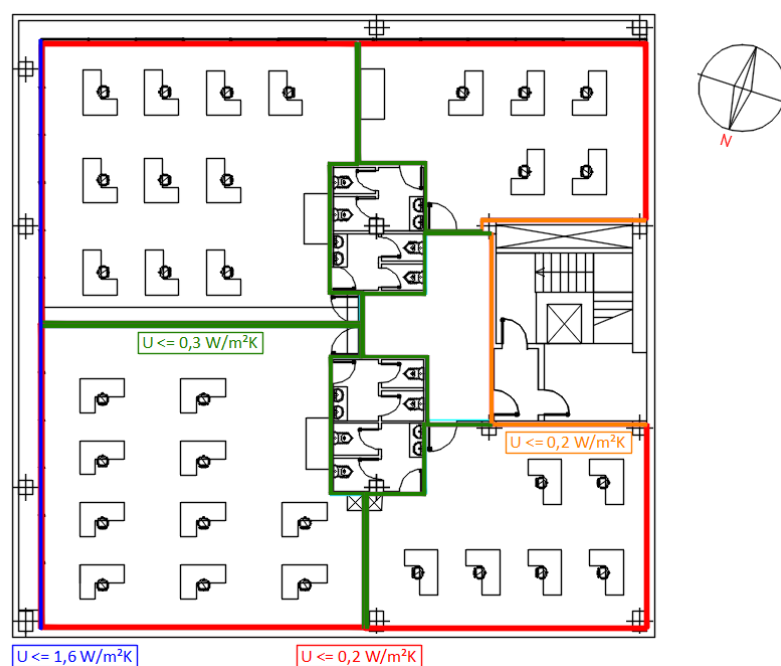 N
U <= 0,3 W/m²K
U <= 0,2 W/m²K
U <= 1,6 W/m²K
U <= 0,2 W/m²K